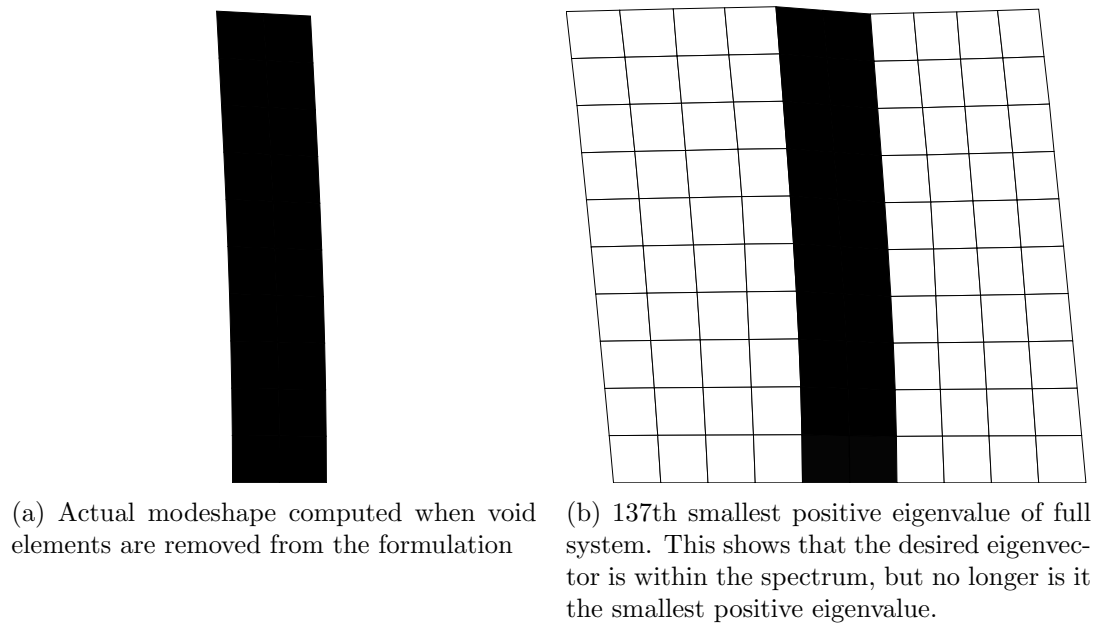 (a) Actual modeshape computed when void
elements are removed from the formulation
(b) 137th smallest positive eigenvalue of full
system. This shows that the desired eigenvec-
tor is within the spectrum, but no longer is it
the smallest positive eigenvalue.